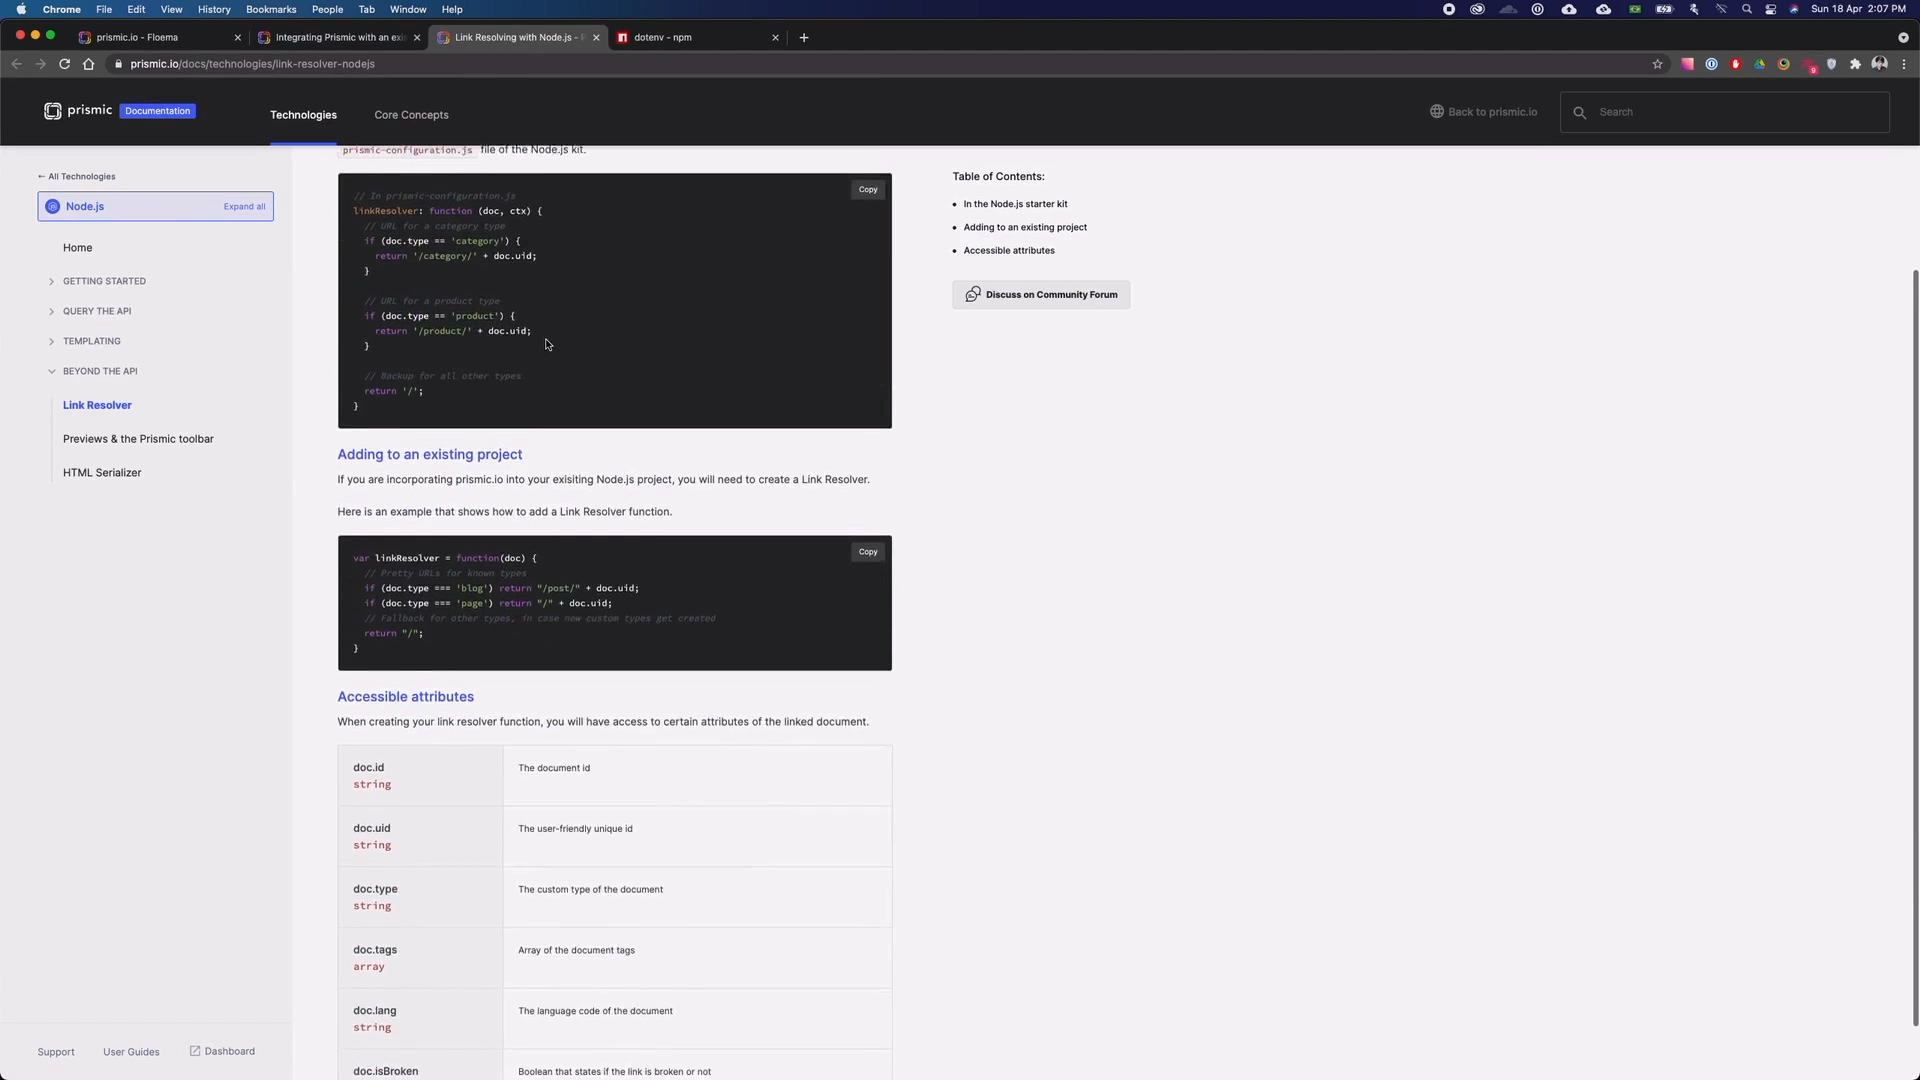 Chrome File Edit View History Bookmarks People Tab Window Help
Sun 18 Apr 2:07 PM
prismic.io - Floema
Integrating Prismic with an exis
Link Resolving with Node.js - P
dotenv - npm
prismic.io/docs/technologies/link-resolver-nodejs
9
prismic Documentation
Technologies
Core Concepts
Back to prismic.io
Search
← All Technologies
Node.js
Expand all
Home
GETTING STARTED
QUERY THE API
TEMPLATING
BEYOND THE API
Link Resolver
Previews & the Prismic toolbar
HTML Serializer
Support
User Guides
Dashboard
prismic-configuration.js file of the Node.js kit.
Copy
// In prismic-configuration.js
linkResolver: function (doc, ctx) {
// URL for a category type
if (doc.type == 'category') {
return '/category/' + doc.uid;
}
// URL for a product type
if (doc.type == 'product') {
return '/product/' + doc.uid;
}
// Backup for all other types
return '/';
}
Adding to an existing project
If you are incorporating prismic.io into your exisiting Node.js project, you will need to create a Link Resolver.
Here is an example that shows how to add a Link Resolver function.
Copy
var linkResolver = function(doc) {
// Pretty URLs for known types
if (doc.type === 'blog') return "/post/" + doc.uid;
if (doc.type === 'page') return "/" + doc.uid;
// Fallback for other types, in case new custom types get created
return "/";
}
Accessible attributes
When creating your link resolver function, you will have access to certain attributes of the linked document.
doc.id
string
The document id
doc.uid
string
The user-friendly unique id
doc.type
string
The custom type of the document
doc.tags
array
Array of the document tags
doc.lang
string
The language code of the document
doc.isBroken
Boolean that states if the link is broken or not
Table of Contents:
In the Node.js starter kit
Adding to an existing project
Accessible attributes
Discuss on Community Forum